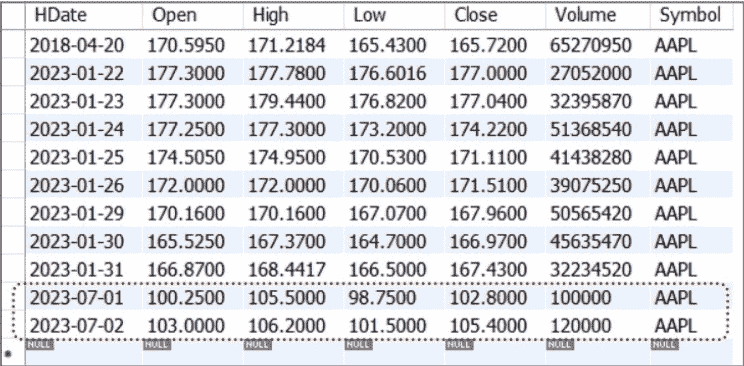 HDate Open High Low Close Volume Symbol
2018-04-20 170.5950 171.2184 165.4300 165.7200 65270950 AAPL
2023-01-22 177.3000 177.7800 176.6016 177.0000 27052000 AAPL
2023-01-23 177.3000 179.4400 176.8200 177.0400 32395870 AAPL
2023-01-24 177.2500 177.3000 173.2000 174.2200 51368540 AAPL
2023-01-25 174.5050 174.9500 170.5300 171.1100 41438280 AAPL
2023-01-26 172.0000 172.0000 170.0600 171.5100 39075250 AAPL
2023-01-29 170.1600 170.1600 167.0700 167.9600 50565420 AAPL
2023-01-30 165.5250 167.3700 164.7000 166.9700 45635470 AAPL
2023-01-31 166.8700 168.4417 166.5000 167.4300 32234520 AAPL
2023-07-01 100.2500 105.5000 98.7500 102.8000 100000 AAPL
2023-07-02 103.0000 106.2000 101.5000 105.4000 120000 AAPL
NULL NULL NULL NULL NULL NULL NULL